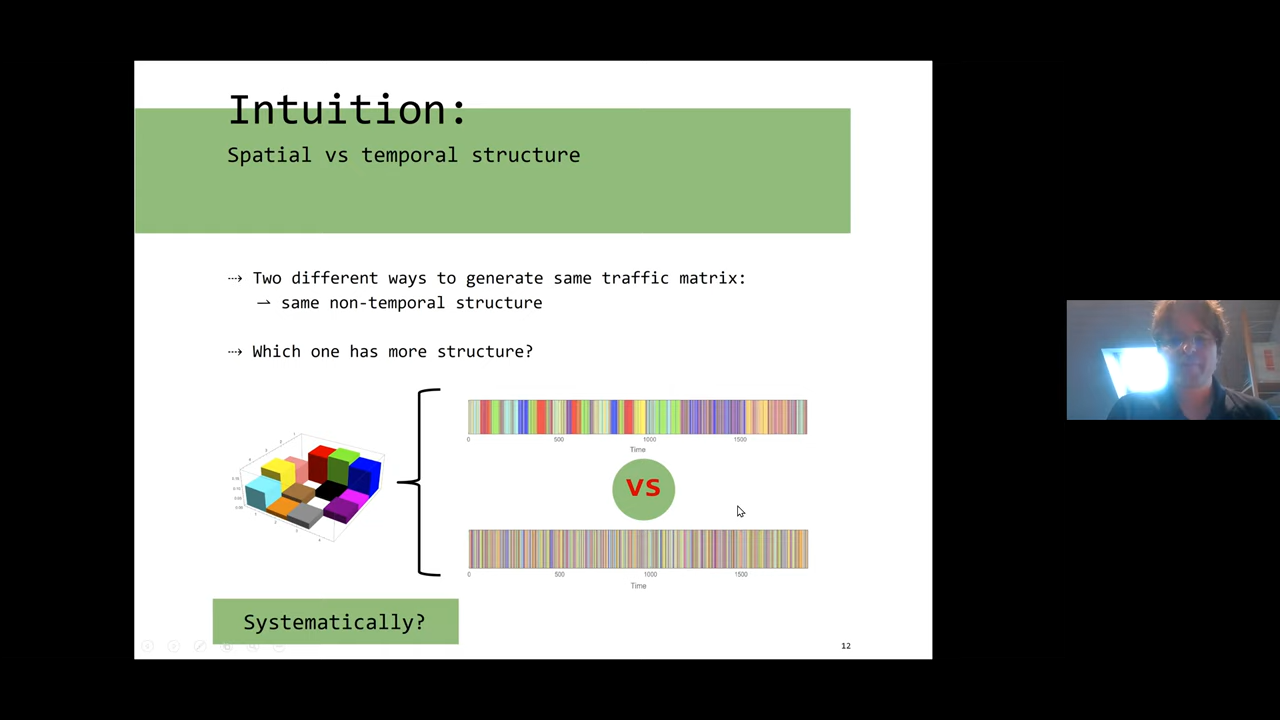 Intuition:
Spatial vs temporal structure
⇢ Two different ways to generate same traffic matrix:
⇀ same non-temporal structure
⇢ Which one has more structure?
0 500 1000 1500
Time
VS
0 500 1000 1500
Time
Systematically?
12